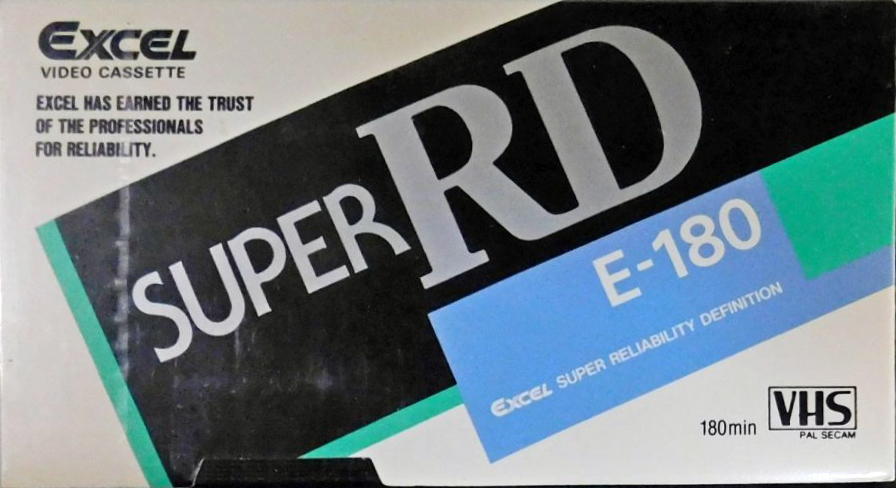 EXCEL
VIDEO CASSETTE
EXCEL HAS EARNED THE TRUST
OF THE PROFESSIONALS
FOR RELIABILITY.
SUPER RD
E-180
EXCEL SUPER RELIABILITY DEFINITION
180min
VHS
PAL SECAM